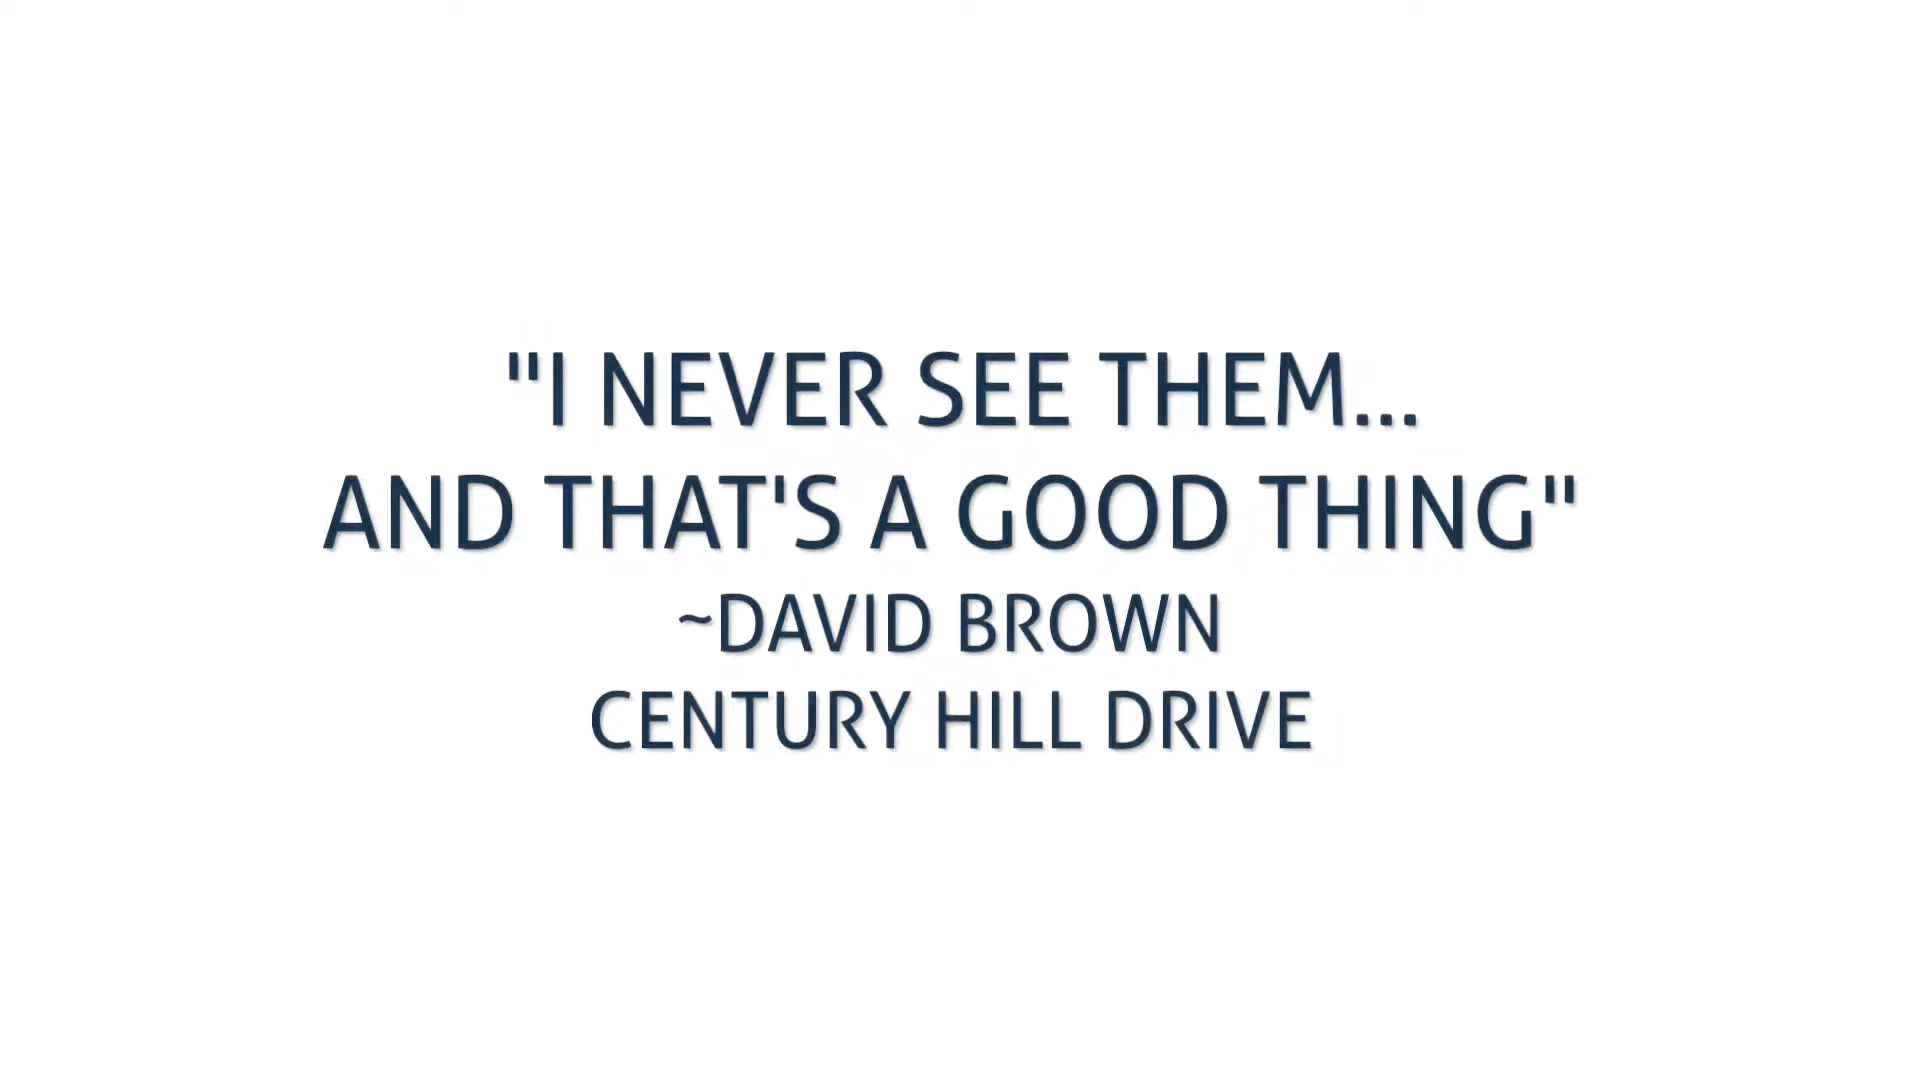 "I NEVER SEE THEM...
AND THAT'S A GOOD THING"
~DAVID BROWN
CENTURY HILL DRIVE